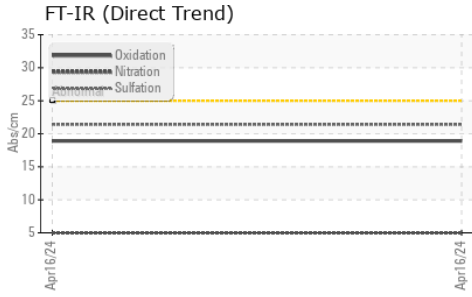 FT-IR (Direct Trend)
35
30
25
20
15
10
5
Abs/cm
Oxidation
Nitration
Sulfation
Abnormal
Apr16/24
Apr16/24